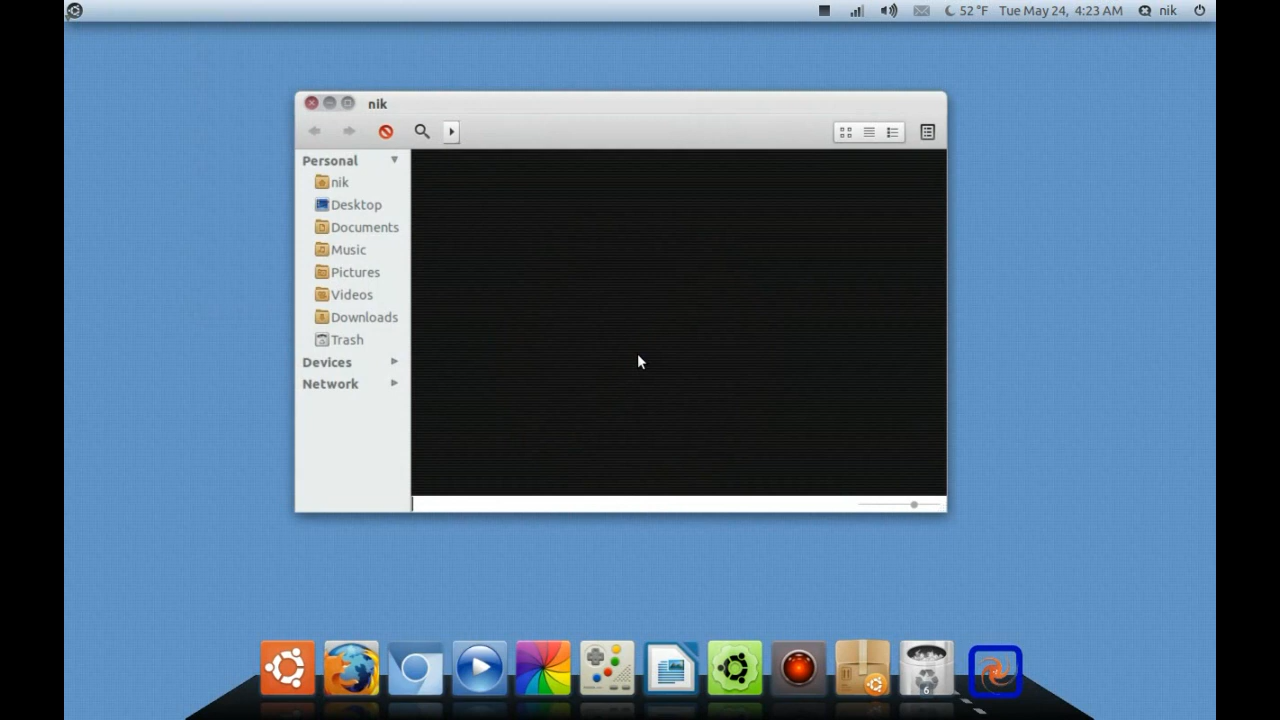 52 °F Tue May 24, 4:23 AM nik
nik
Personal
nik
Desktop
Documents
Music
Pictures
Videos
Downloads
Trash
Devices
Network
6